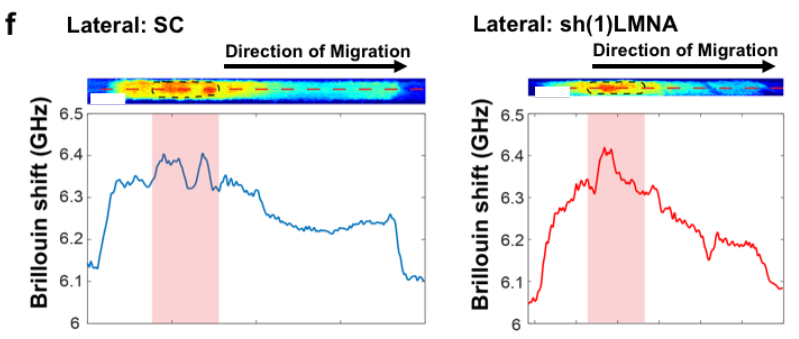 f
Lateral: SC
Direction of Migration
Brillouin shift (GHz)
6.5
6.4
6.3
6.2
6.1
6
Lateral: sh(1)LMNA
Direction of Migration
Brillouin shift (GHz)
6.5
6.4
6.3
6.2
6.1
6